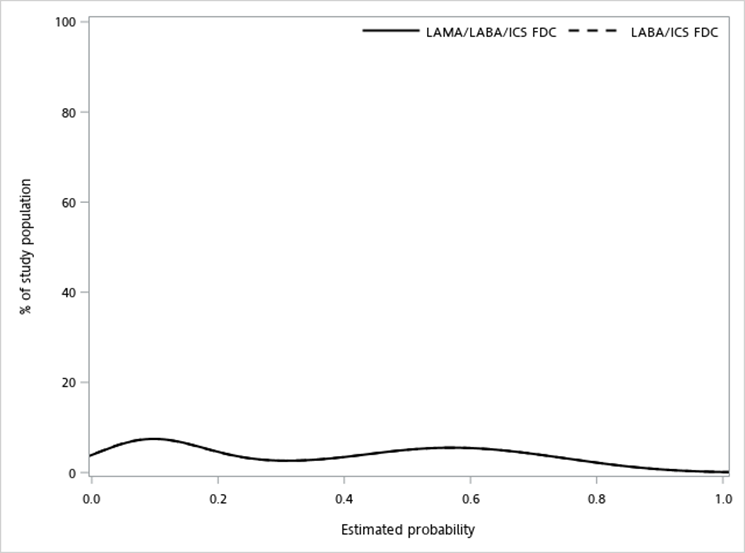 100
LAMA/LABA/ICS FDC
LABA/ICS FDC
80
60
40
20
0
% of study population
0.0 0.2 0.4 0.6 0.8 1.0
Estimated probability